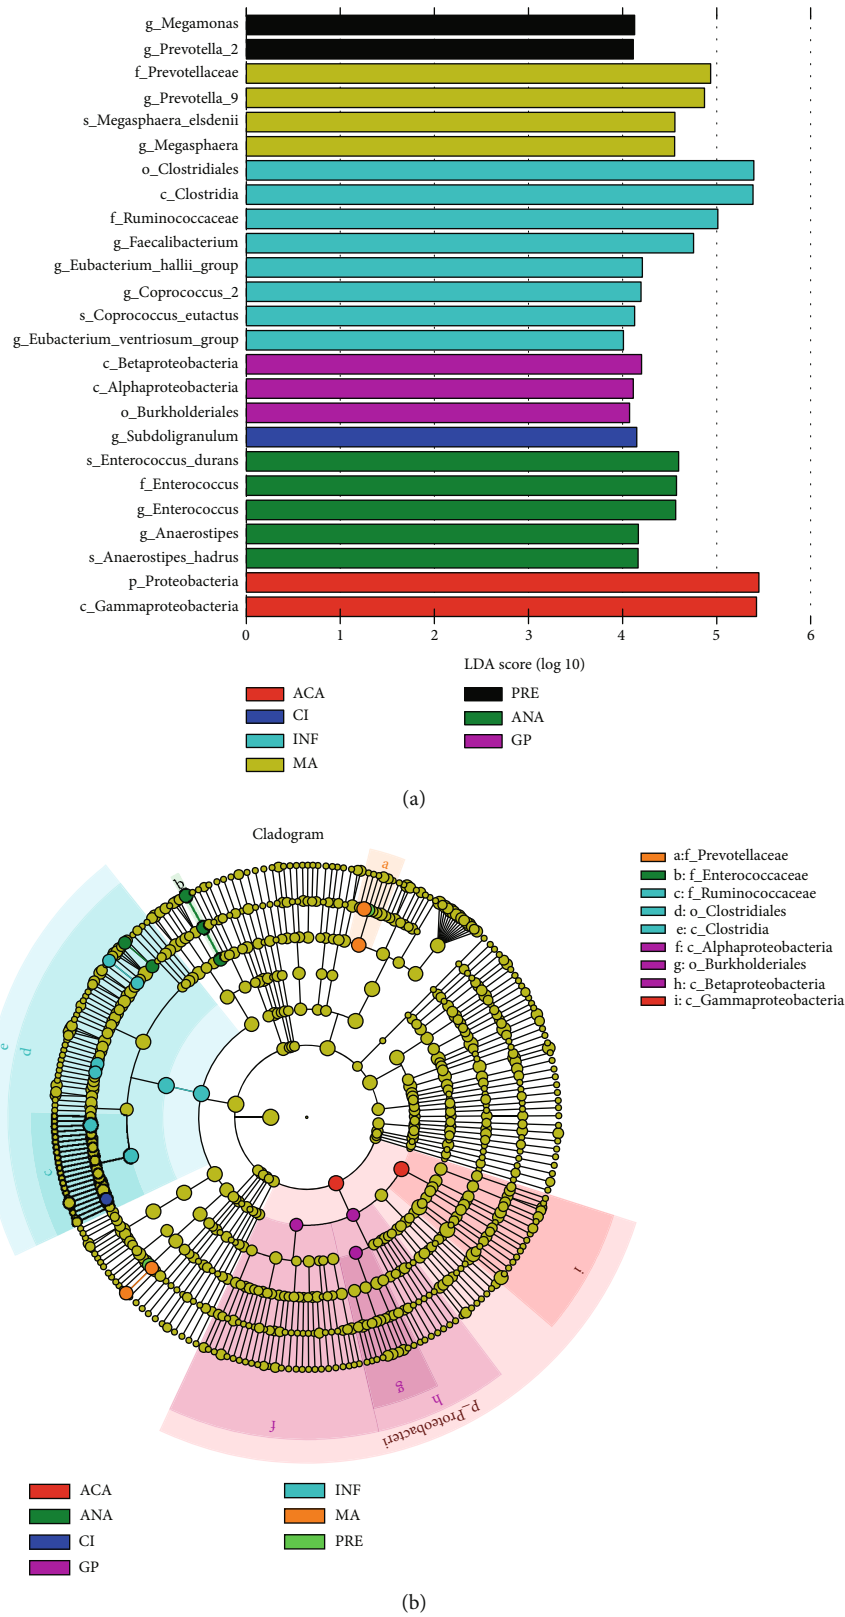 g_Megamonas
g_Prevotella_2
f_Prevotellaceae
g_Prevotella_9
s_Megasphaera_elsdenii
g_Megasphaera
o_Clostridiales
c_Clostridia
f_Ruminococcaceae
g_Faecalibacterium
g_Eubacterium_hallii_group
g_Coprococcus_2
s_Coprococcus_eutactus
g_Eubacterium_ventriosum_group
c_Betaproteobacteria
c_Alphaproteobacteria
o_Burkholderiales
g_Subdoligranulum
s_Enterococcus_durans
f_Enterococcus
g_Enterococcus
g_Anaerostipes
s_Anaerostipes_hadrus
p_Proteobacteria
c_Gammaproteobacteria
0 1 2 3 4 5 6
LDA score (log 10)
ACA PRE
CI ANA
INF GP
MA
(a)
Cladogram
a:f_Prevotellaceae
b: f_Enterococcaceae
c: f_Ruminococcaceae
d: o_Clostridiales
e: c_Clostridia
f: c_Alphaproteobacteria
g: o_Burkholderiales
h: c_Betaproteobacteria
i: c_Gammaproteobacteria
a
b
e
d
c
i
g
h
f
p_Proteobacteri
ACA INF
ANA MA
CI PRE
GP
(b)